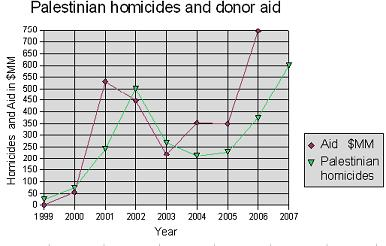 Palestinian homicides and donor aid
Homicides and Aid in $MM
750
700
650
600
550
500
450
400
350
300
250
200
150
100
50
0
1999 2000 2001 2002 2003 2004 2005 2006 2007
Year
Aid $MM
Palestinian
homicides